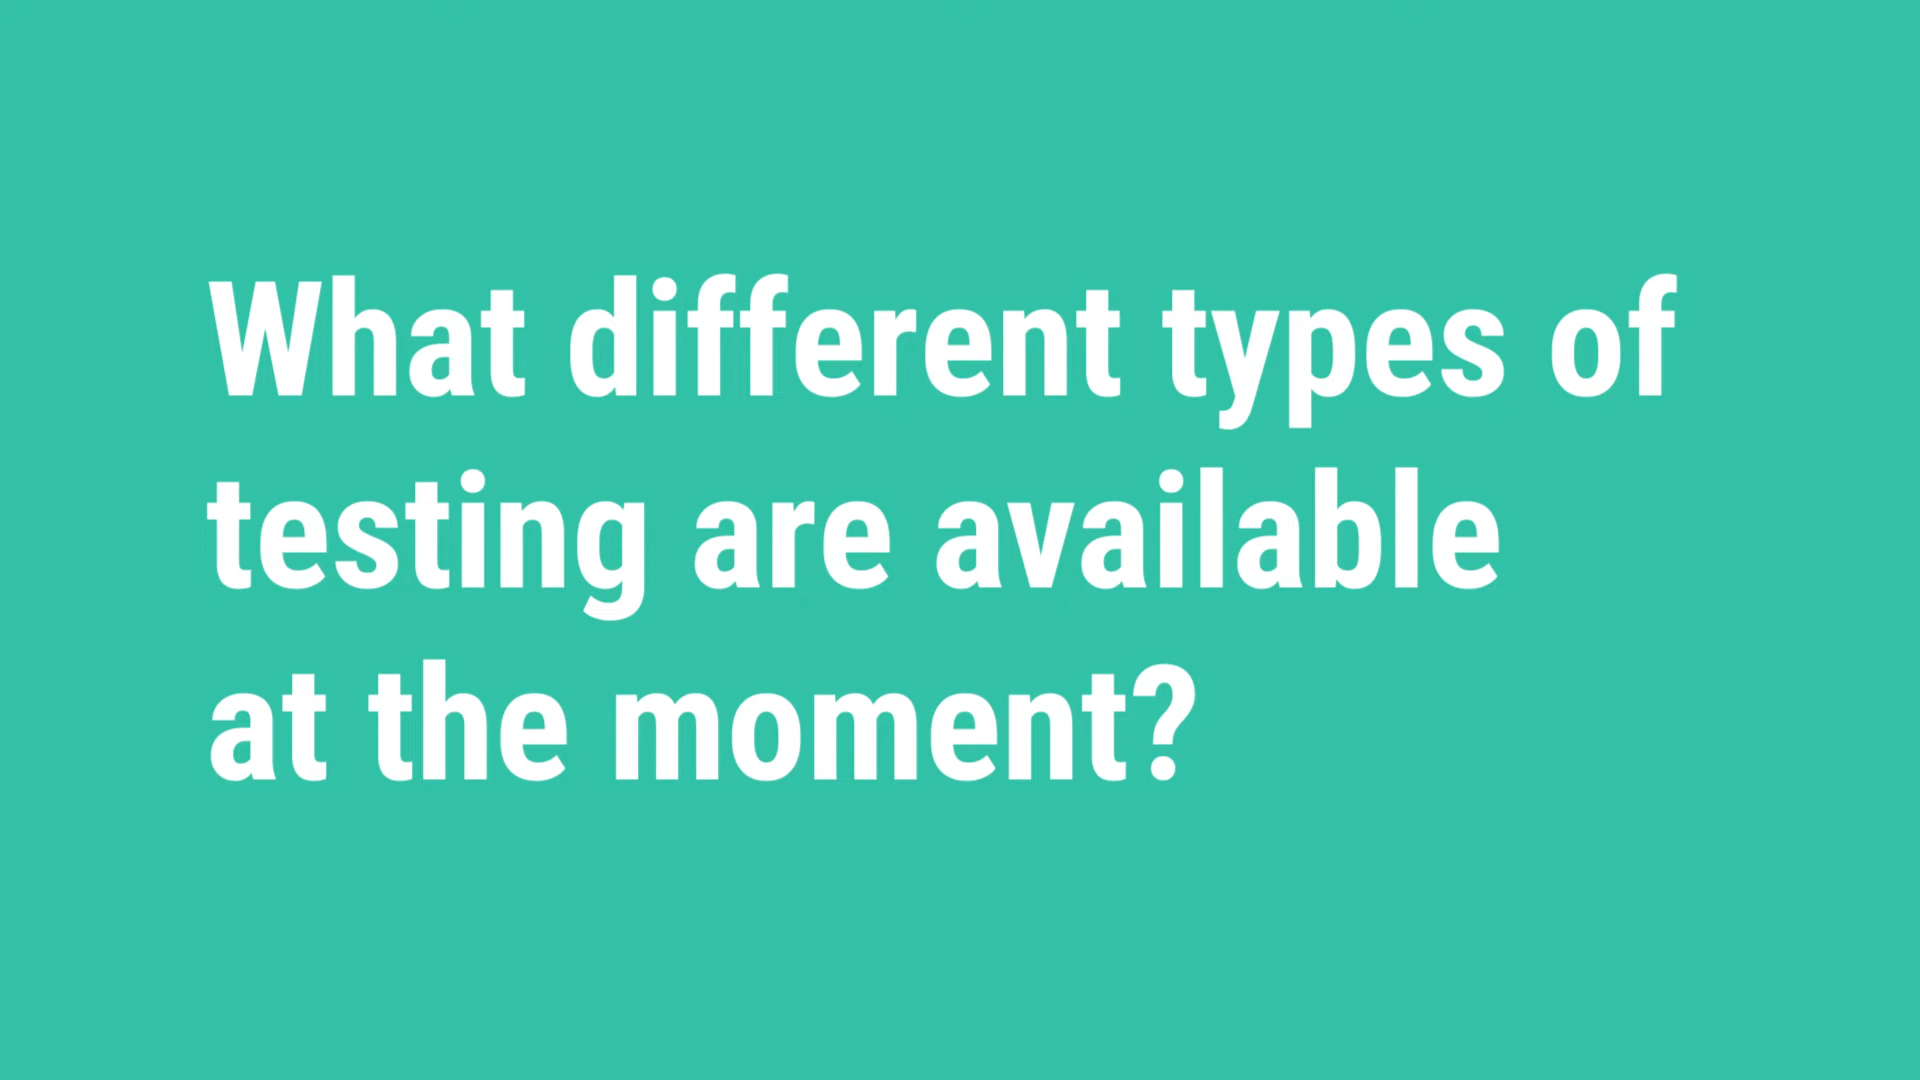 What different types of
testing are available
at the moment?